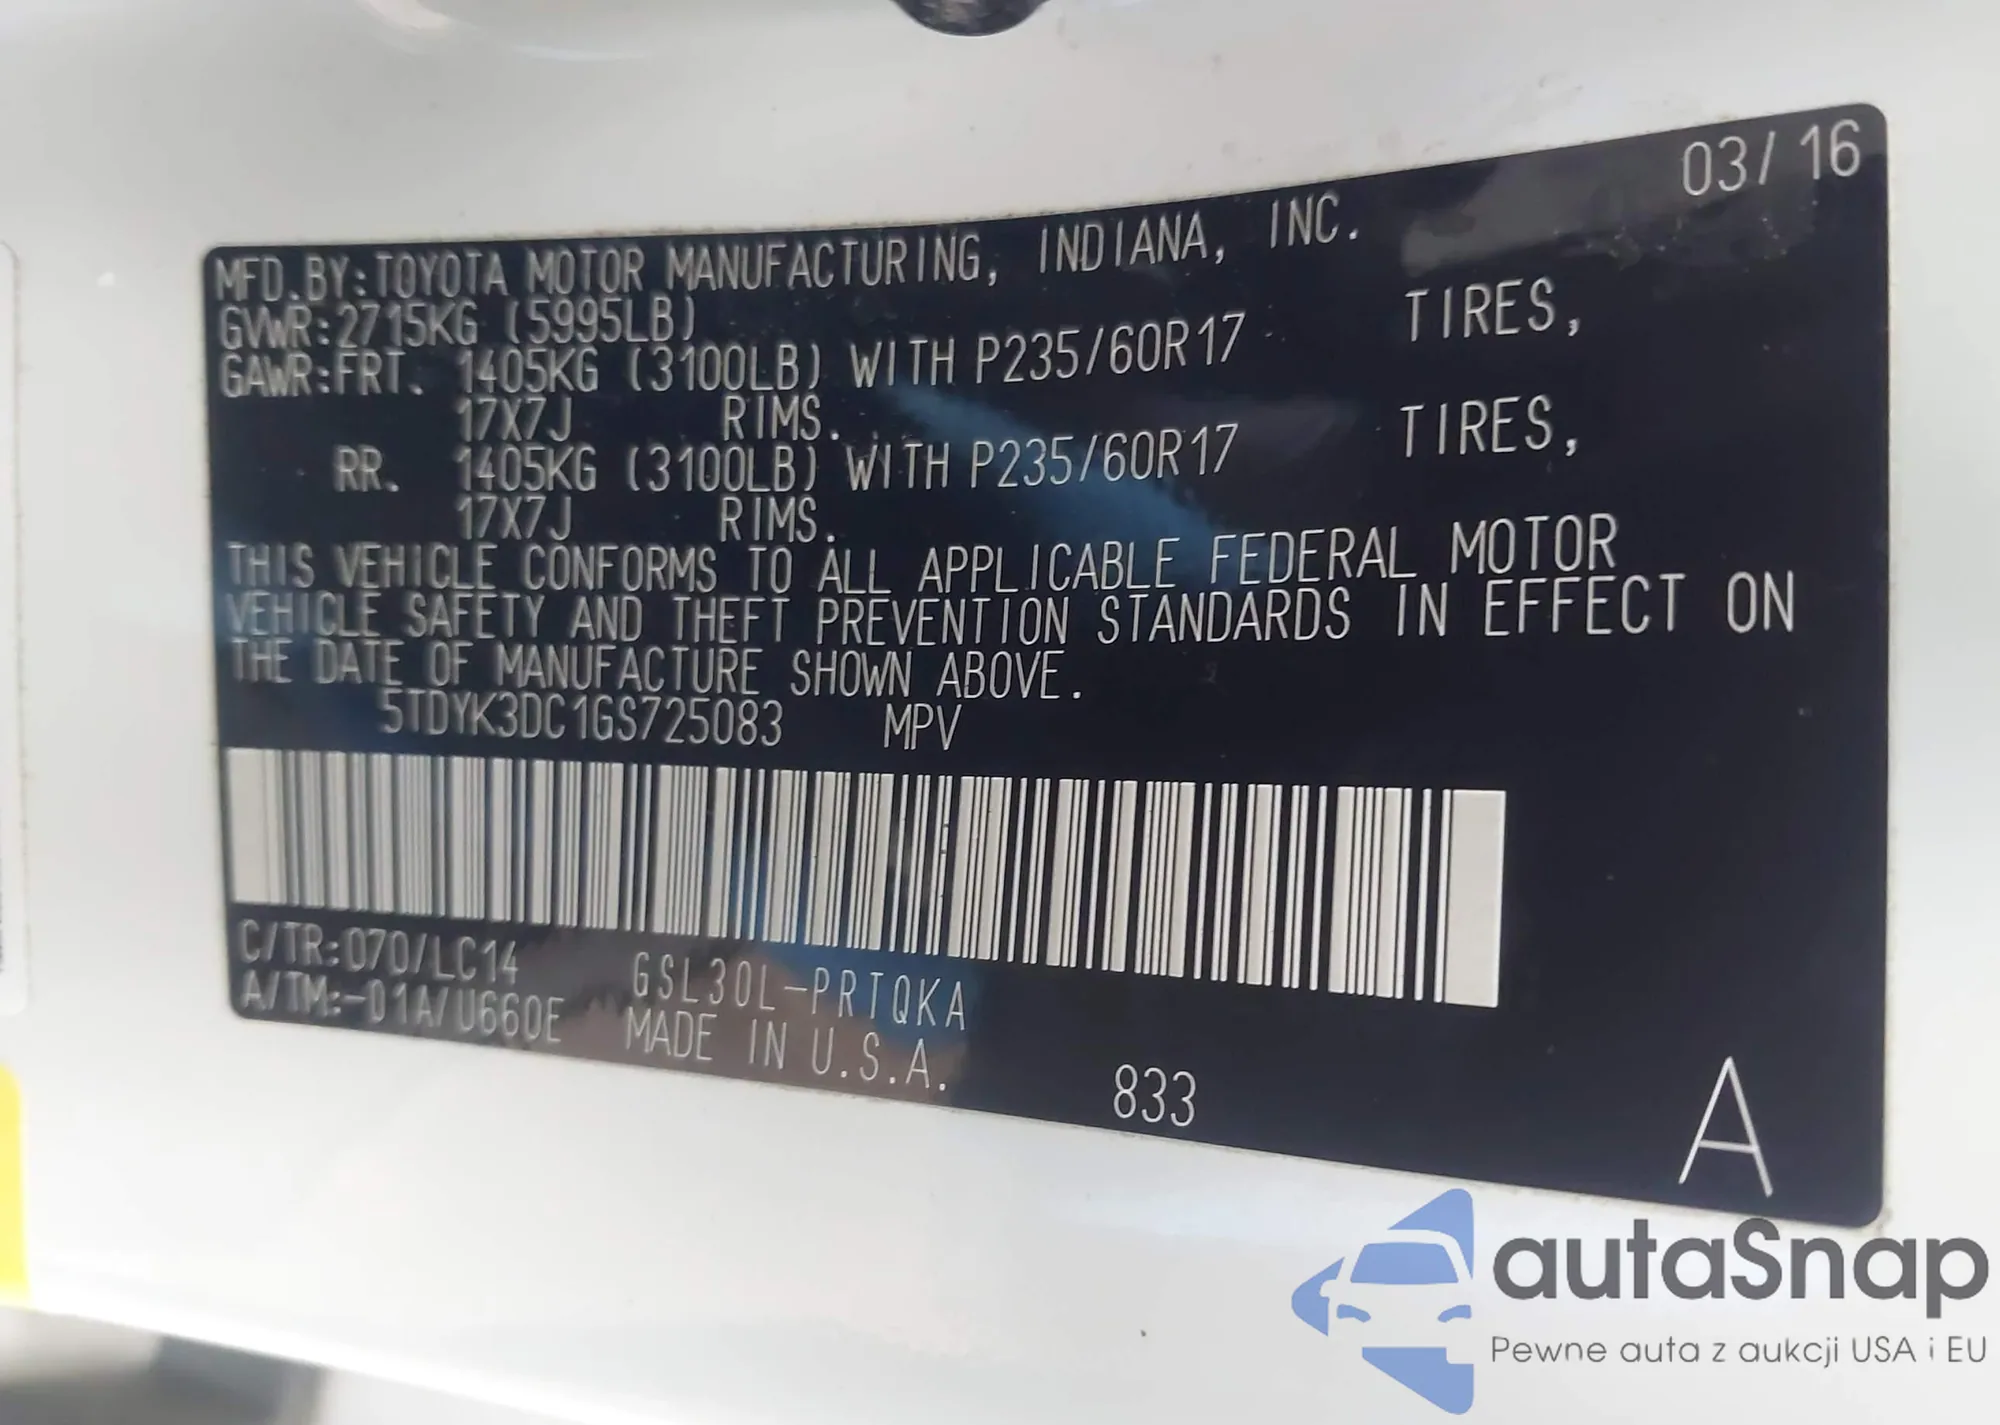 03/16
MFD.BY:TOYOTA MOTOR MANUFACTURING, INDIANA, INC.
GVWR:2715KG (5995LB)
GAWR:FRT. 1405KG (3100LB) WITH P235/60R17 TIRES,
17X7J RIMS.
RR. 1405KG (3100LB) WITH P235/60R17 TIRES,
17X7J RIMS.
THIS VEHICLE CONFORMS TO ALL APPLICABLE FEDERAL MOTOR
VEHICLE SAFETY AND THEFT PREVENTION STANDARDS IN EFFECT ON
THE DATE OF MANUFACTURE SHOWN ABOVE.
5TDYK3DC1GS725083 MPV
C/TR:070/LC14 GSL30L-PRTQKA
A/TM:-01A/U660E MADE IN U.S.A.
833
A
autaSnap
Pewne auta z aukcji USA i EU